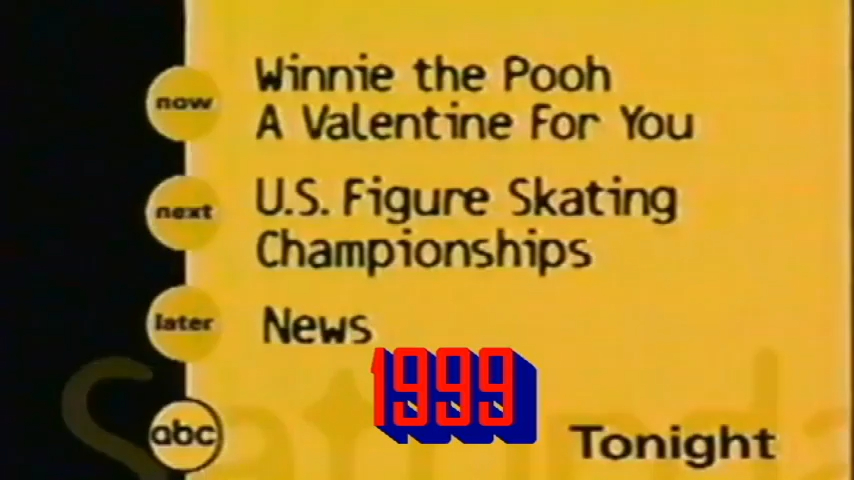 now
Winnie the Pooh
A Valentine For You
next
U.S. Figure Skating
Championships
later
News
1999
abc
Tonight